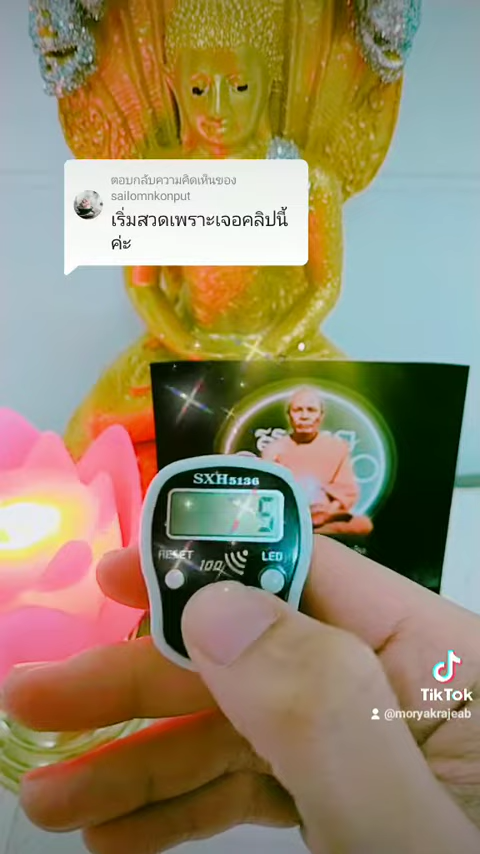 ตอบกลับความคิดเห็นของ
sailomnkonput
เริ่มสวดเพราะเจอคลิปนี้
ค่ะ
SXH5136
RESET
LED
100
TikTok
@moryakrajeab